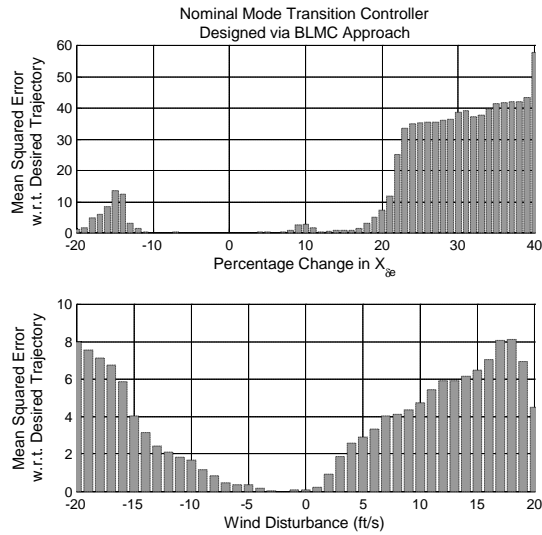 Nominal Mode Transition Controller
Designed via BLMC Approach
Mean Squared Error
w.r.t. Desired Trajectory
60
50
40
30
20
10
0
-20 -10 0 10 20 30 40
Percentage Change in X_δe
Mean Squared Error
w.r.t. Desired Trajectory
10
8
6
4
2
0
-20 -15 -10 -5 0 5 10 15 20
Wind Disturbance (ft/s)